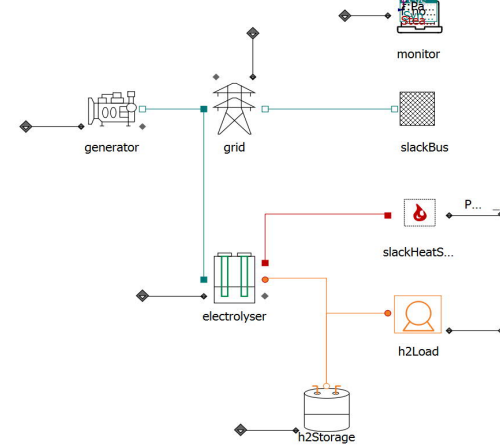 monitor
generator
grid
slackBus
P...
slackHeatS...
electrolyser
h2Load
h2Storage